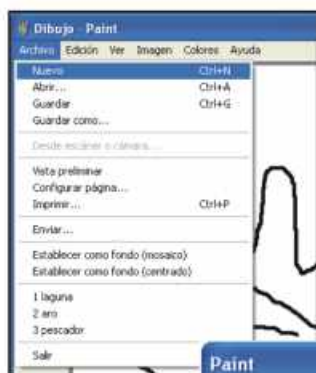 Dibujo - Paint
Archivo Edición Ver Imagen Colores Ayuda
Nuevo Ctrl+N
Abrir... Ctrl+A
Guardar Ctrl+G
Guardar como...
Desde escáner o cámara...
Vista preliminar
Configurar página...
Imprimir... Ctrl+P
Enviar...
Establecer como fondo (mosaico)
Establecer como fondo (centrado)
1 laguna
2 aro
3 pescador
Salir
Paint